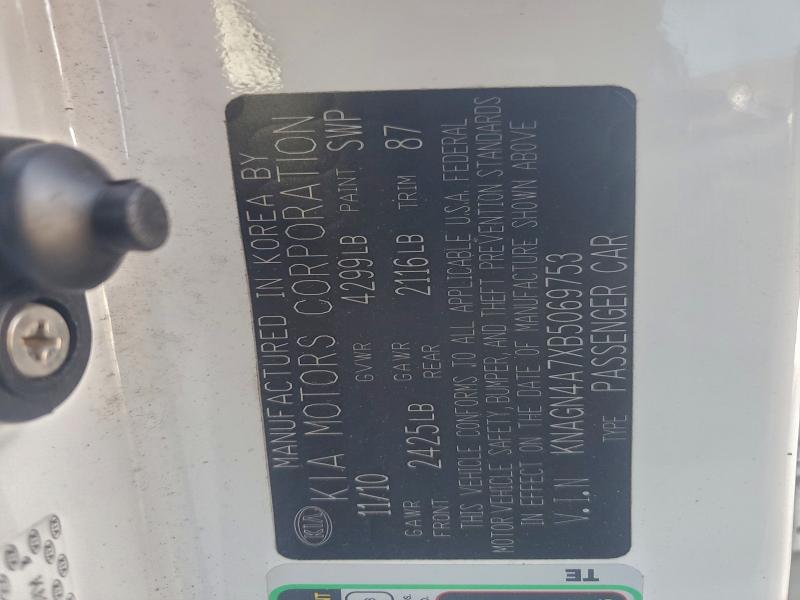 MANUFACTURED IN KOREA BY
KIA KIA MOTORS CORPORATION
11/10 GVWR 4299LB PAINT SWP
GAWR FRONT 2425LB GAWR REAR 2116LB TRIM 87
THIS VEHICLE CONFORMS TO ALL APPLICABLE U.S.A. FEDERAL
MOTOR VEHICLE SAFETY, BUMPER, AND THEFT PREVENTION STANDARDS
IN EFFECT ON THE DATE OF MANUFACTURE SHOWN ABOVE
V.I.N KNAGN4A7XB5069753
TYPE PASSENGER CAR
TE